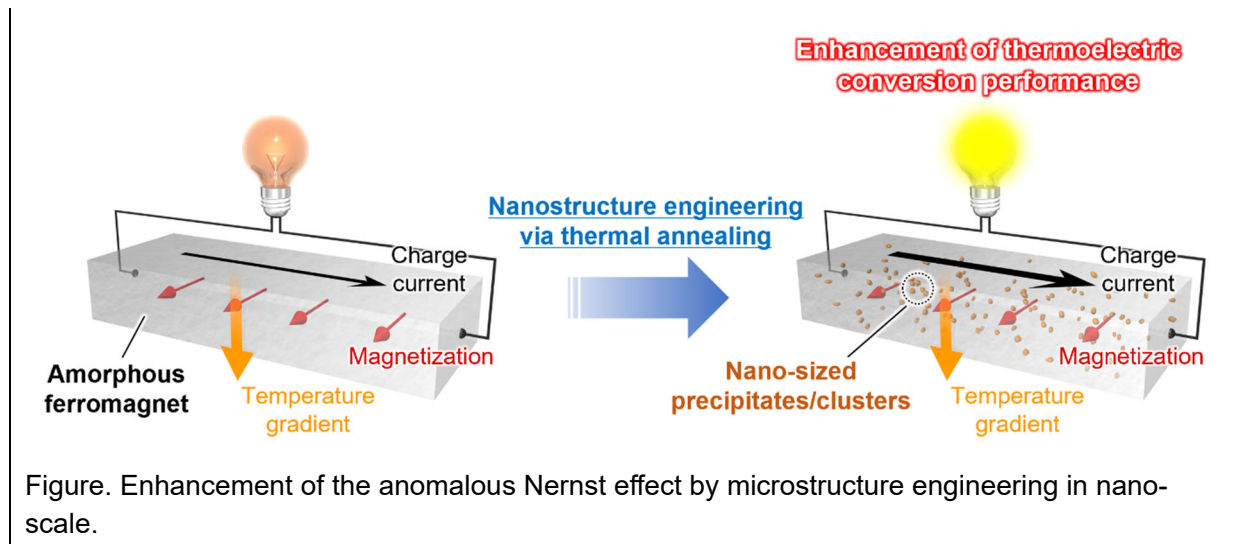 Enhancement of thermoelectric
conversion performance
Nanostructure engineering
via thermal annealing
Charge
current
Magnetization
Amorphous
ferromagnet
Temperature
gradient
Charge
current
Magnetization
Nano-sized
precipitates/clusters
Temperature
gradient
Figure. Enhancement of the anomalous Nernst effect by microstructure engineering in nano-
scale.